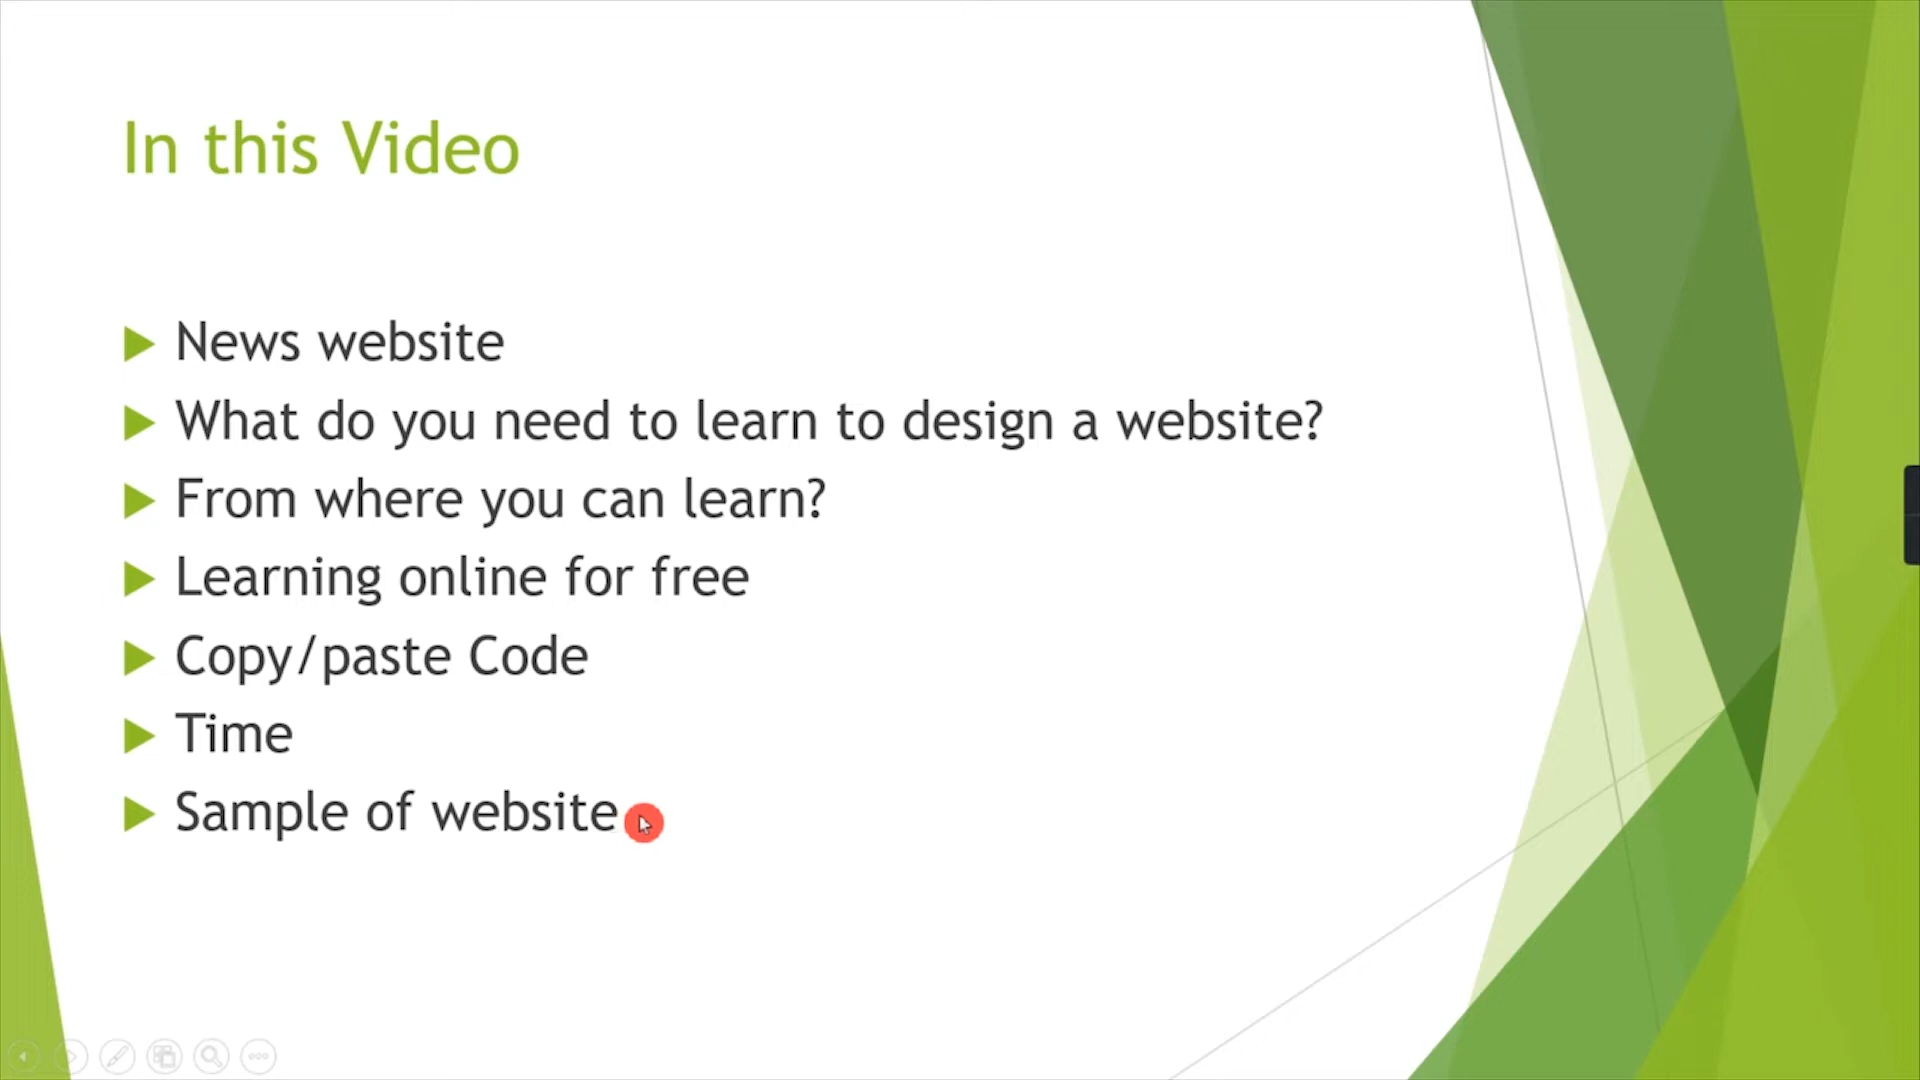 In this Video
News website
What do you need to learn to design a website?
From where you can learn?
Learning online for free
Copy/paste Code
Time
Sample of website